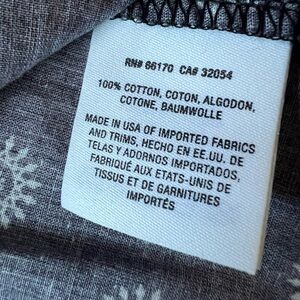 RN# 66170 CA# 32054
100% COTTON, COTON, ALGODON,
COTONE, BAUMWOLLE
MADE IN USA OF IMPORTED FABRICS
AND TRIMS, HECHO EN EE.UU. DE
TELAS Y ADORNOS IMPORTADOS,
FABRIQUÉ AUX ETATS-UNIS DE
TISSUS ET DE GARNITURES
IMPORTÉS